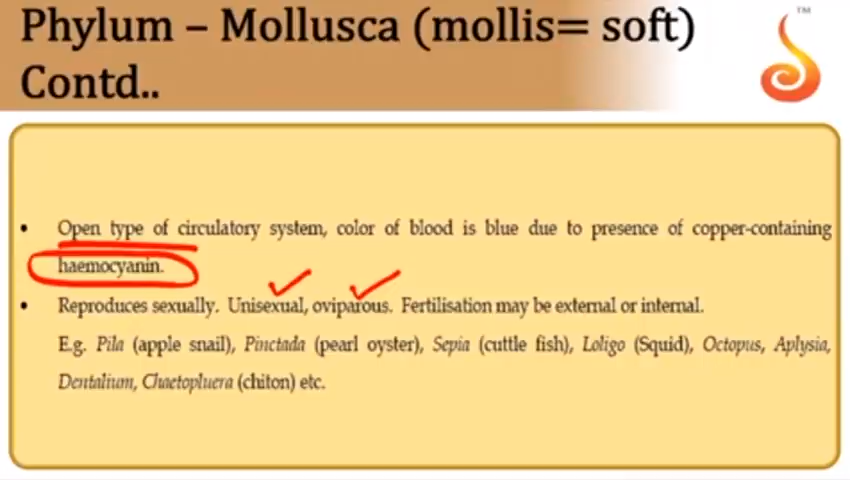 Phylum – Mollusca (mollis= soft)
Contd..
TM
• Open type of circulatory system, color of blood is blue due to presence of copper-containing
haemocyanin.
• Reproduces sexually. Unisexual, oviparous. Fertilisation may be external or internal.
E.g. Pila (apple snail), Pinctada (pearl oyster), Sepia (cuttle fish), Loligo (Squid), Octopus, Aplysia,
Dentalium, Chaetopluera (chiton) etc.